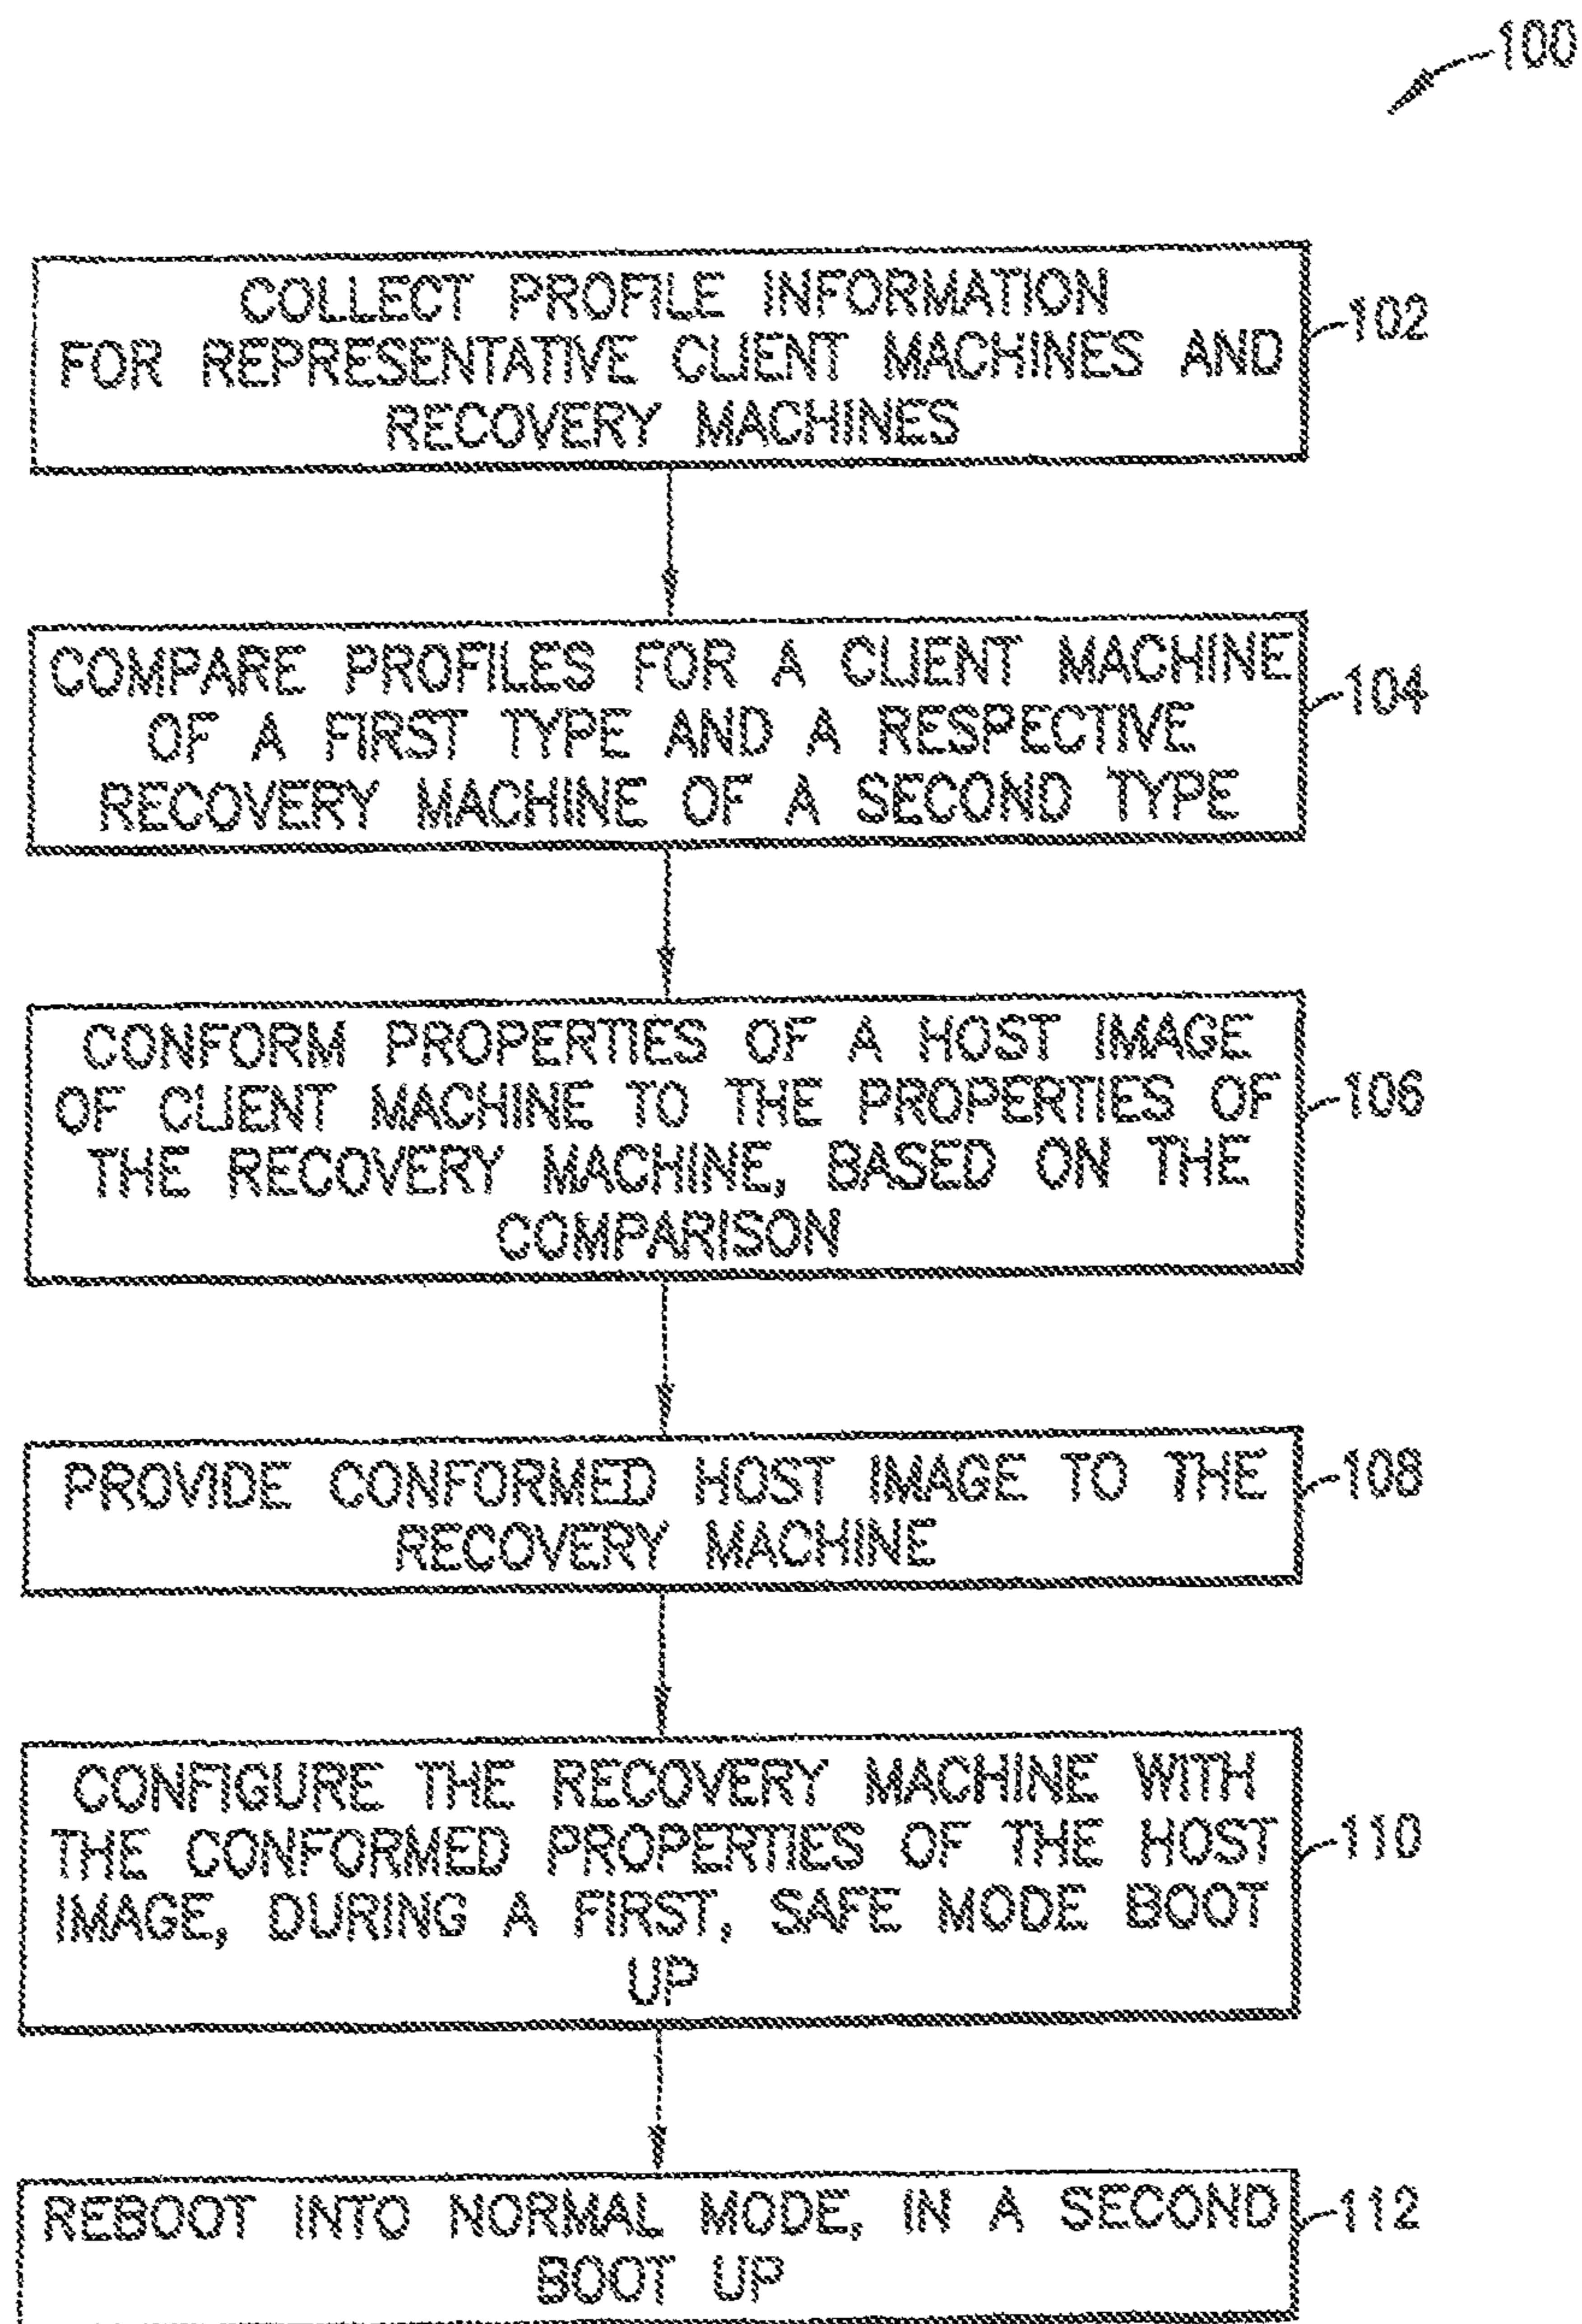 100
COLLECT PROFILE INFORMATION
FOR REPRESENTATIVE CLIENT MACHINES AND
RECOVERY MACHINES
102
COMPARE PROFILES FOR A CLIENT MACHINE
OF A FIRST TYPE AND A RESPECTIVE
RECOVERY MACHINE OF A SECOND TYPE
104
CONFORM PROPERTIES OF A HOST IMAGE
OF CLIENT MACHINE TO THE PROPERTIES OF
THE RECOVERY MACHINE, BASED ON THE
COMPARISON
106
PROVIDE CONFORMED HOST IMAGE TO THE
RECOVERY MACHINE
108
CONFIGURE THE RECOVERY MACHINE WITH
THE CONFORMED PROPERTIES OF THE HOST
IMAGE, DURING A FIRST, SAFE MODE BOOT
UP
110
REBOOT INTO NORMAL MODE, IN A SECOND
BOOT UP
112